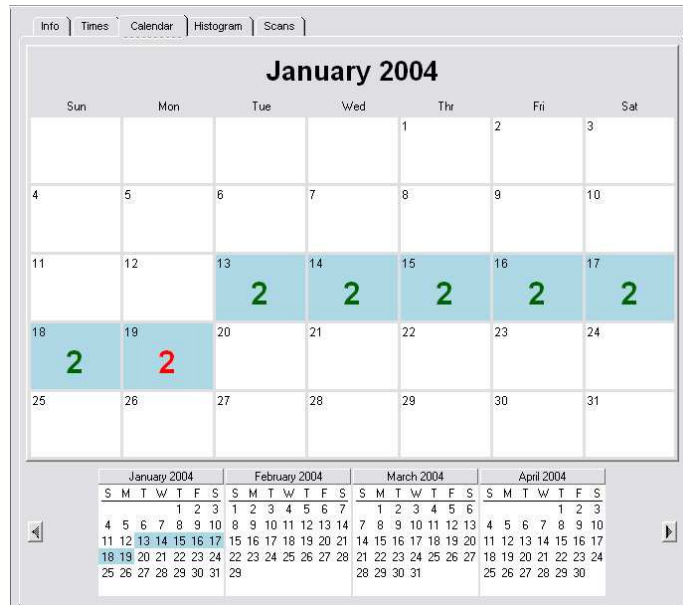 Info Times Calendar Histogram Scans
January 2004
Sun Mon Tue Wed Thr Fri Sat
1 2 3
4 5 6 7 8 9 10
11 12 13 14 15 16 17
2 2 2 2 2
18 19 20 21 22 23 24
2 2
25 26 27 28 29 30 31
January 2004 February 2004 March 2004 April 2004
S M T W T F S S M T W T F S S M T W T F S S M T W T F S
1 2 3 1 2 3 4 5 6 7 1 2 3 4 5 6 1 2 3
4 5 6 7 8 9 10 8 9 10 11 12 13 14 7 8 9 10 11 12 13 4 5 6 7 8 9 10
11 12 13 14 15 16 17 15 16 17 18 19 20 21 14 15 16 17 18 19 20 11 12 13 14 15 16 17
18 19 20 21 22 23 24 22 23 24 25 26 27 28 21 22 23 24 25 26 27 18 19 20 21 22 23 24
25 26 27 28 29 30 31 29 28 29 30 31 25 26 27 28 29 30